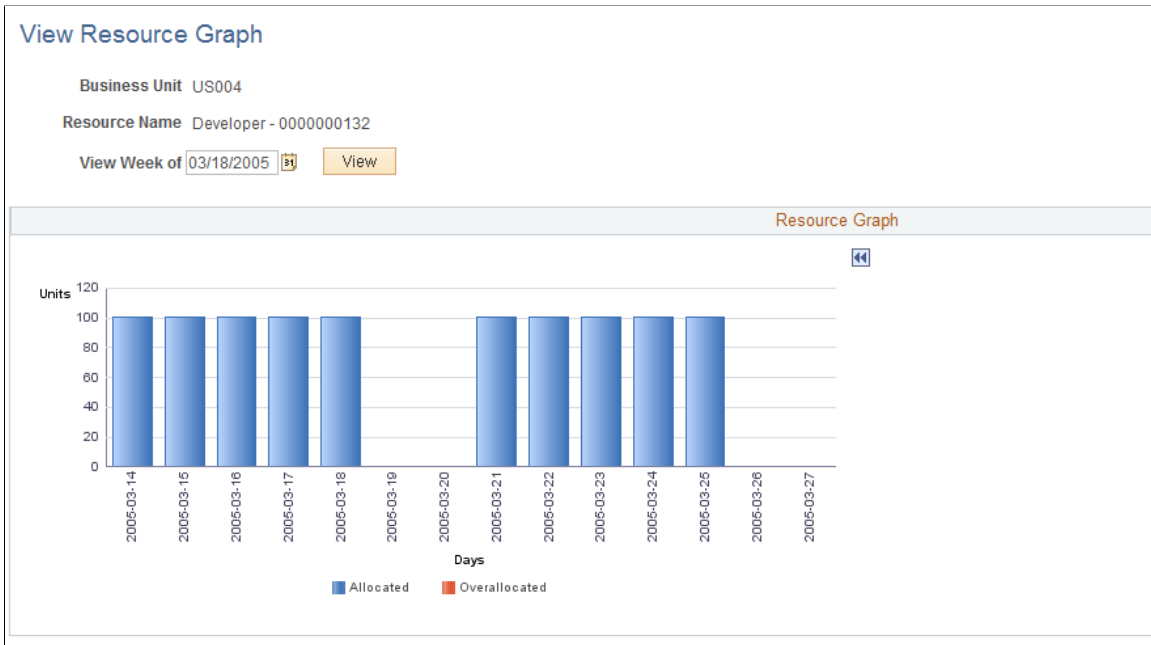 View Resource Graph
Business Unit US004
Resource Name Developer - 0000000132
View Week of 03/18/2005 31 View
Resource Graph
Units 120
100
80
60
40
20
0
2005-03-14 2005-03-15 2005-03-16 2005-03-17 2005-03-18 2005-03-19 2005-03-20 2005-03-21 2005-03-22 2005-03-23 2005-03-24 2005-03-25 2005-03-26 2005-03-27
Days
Allocated Overallocated